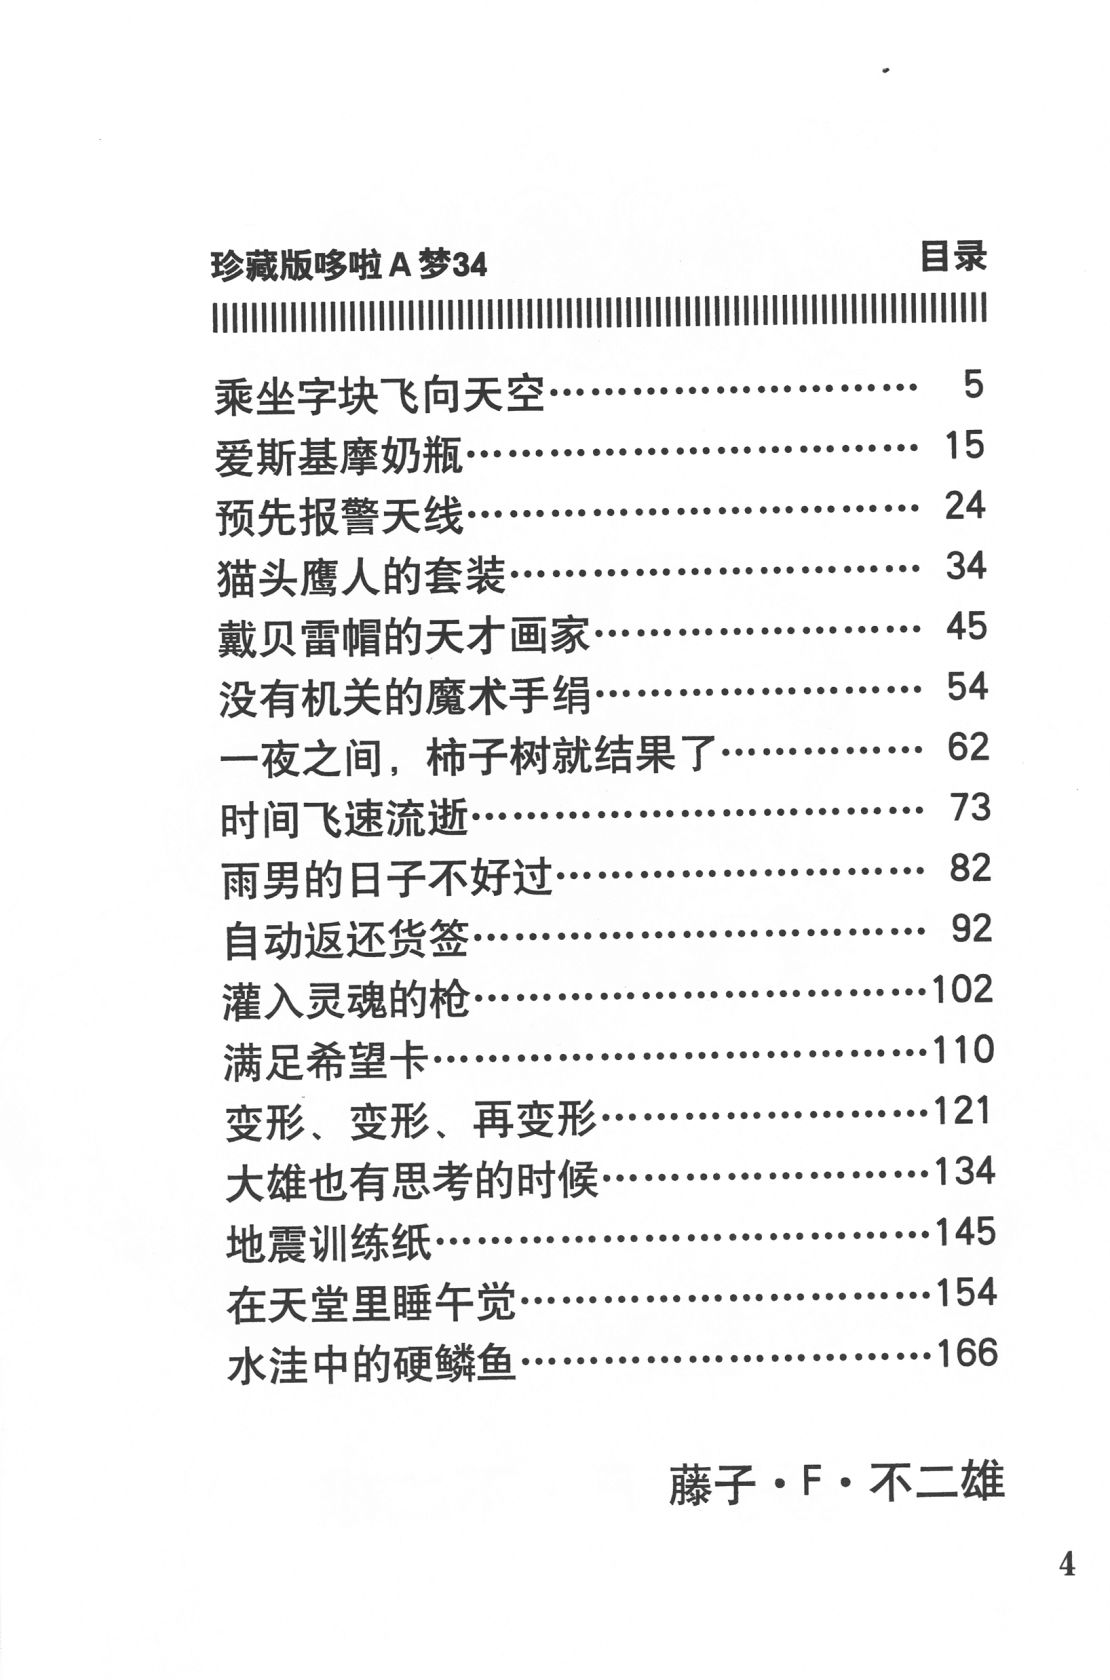 珍藏版哆啦A梦34 目录
乘坐字块飞向天空………………………… 5
爱斯基摩奶瓶……………………………… 15
预先报警天线……………………………… 24
猫头鹰人的套装…………………………… 34
戴贝雷帽的天才画家……………………… 45
没有机关的魔术手绢……………………… 54
一夜之间，柿子树就结果了…………… 62
时间飞速流逝……………………………… 73
雨男的日子不好过………………………… 82
自动返还货签……………………………… 92
灌入灵魂的枪………………………………102
满足希望卡…………………………………110
变形、变形、再变形………………………121
大雄也有思考的时候………………………134
地震训练纸…………………………………145
在天堂里睡午觉……………………………154
水洼中的硬鳞鱼……………………………166
藤子·F·不二雄
4